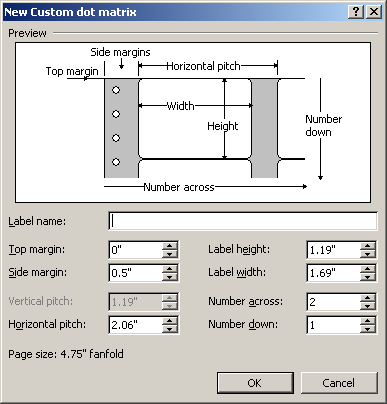 New Custom dot matrix
Preview
Side margins
Horizontal pitch
Top margin
Width
Height
Number down
Number across
Label name:
Top margin: 0" Label height: 1.19"
Side margin: 0.5" Label width: 1.69"
Vertical pitch: 1.19" Number across: 2
Horizontal pitch: 2.06" Number down: 1
Page size: 4.75" fanfold
OK Cancel